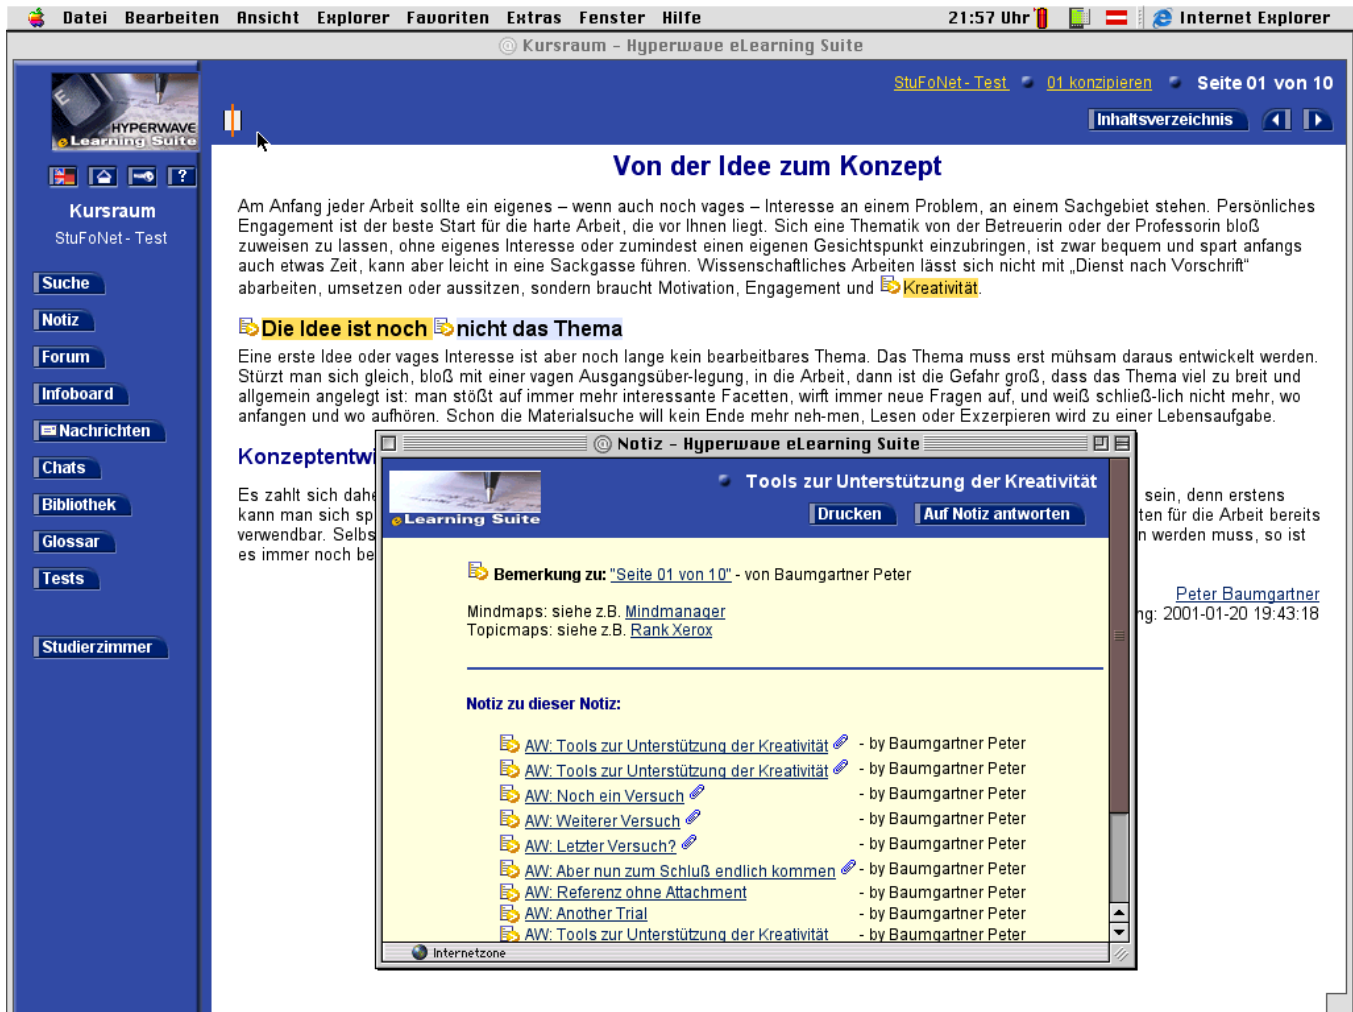 Datei Bearbeiten Ansicht Explorer Favoriten Extras Fenster Hilfe 21:57 Uhr Internet Explorer
@ Kursraum – Hyperwave eLearning Suite
HYPERWAVE
eLearning Suite
StuFoNet - Test 01 konzipieren Seite 01 von 10
Inhaltsverzeichnis
?
Kursraum
StuFoNet - Test
Suche
Notiz
Forum
Infoboard
Nachrichten
Chats
Bibliothek
Glossar
Tests
Studierzimmer
Von der Idee zum Konzept
Am Anfang jeder Arbeit sollte ein eigenes – wenn auch noch vages – Interesse an einem Problem, an einem Sachgebiet stehen. Persönliches
Engagement ist der beste Start für die harte Arbeit, die vor Ihnen liegt. Sich eine Thematik von der Betreuerin oder der Professorin bloß
zuweisen zu lassen, ohne eigenes Interesse oder zumindest einen eigenen Gesichtspunkt einzubringen, ist zwar bequem und spart anfangs
auch etwas Zeit, kann aber leicht in eine Sackgasse führen. Wissenschaftliches Arbeiten lässt sich nicht mit „Dienst nach Vorschrift“
abarbeiten, umsetzen oder aussitzen, sondern braucht Motivation, Engagement und Kreativität.
Die Idee ist noch nicht das Thema
Eine erste Idee oder vages Interesse ist aber noch lange kein bearbeitbares Thema. Das Thema muss erst mühsam daraus entwickelt werden.
Stürzt man sich gleich, bloß mit einer vagen Ausgangsüber-legung, in die Arbeit, dann ist die Gefahr groß, dass das Thema viel zu breit und
allgemein angelegt ist: man stößt auf immer mehr interessante Facetten, wirft immer neue Fragen auf, und weiß schließ-lich nicht mehr, wo
anfangen und wo aufhören. Schon die Materialsuche will kein Ende mehr neh-men, Lesen oder Exzerpieren wird zu einer Lebensaufgabe.
Konzeptentwi
Es zahlt sich dahe sein, denn erstens
kann man sich sp ten für die Arbeit bereits
verwendbar. Selbs n werden muss, so ist
es immer noch be
Peter Baumgartner
ng: 2001-01-20 19:43:18
@ Notiz – Hyperwave eLearning Suite
eLearning Suite
Tools zur Unterstützung der Kreativität
Drucken Auf Notiz antworten
Bemerkung zu: "Seite 01 von 10" - von Baumgartner Peter
Mindmaps: siehe z.B. Mindmanager
Topicmaps: siehe z.B. Rank Xerox
Notiz zu dieser Notiz:
AW: Tools zur Unterstützung der Kreativität - by Baumgartner Peter
AW: Tools zur Unterstützung der Kreativität - by Baumgartner Peter
AW: Noch ein Versuch - by Baumgartner Peter
AW: Weiterer Versuch - by Baumgartner Peter
AW: Letzter Versuch? - by Baumgartner Peter
AW: Aber nun zum Schluß endlich kommen - by Baumgartner Peter
AW: Referenz ohne Attachment - by Baumgartner Peter
AW: Another Trial - by Baumgartner Peter
AW: Tools zur Unterstützung der Kreativität - by Baumgartner Peter
Internetzone